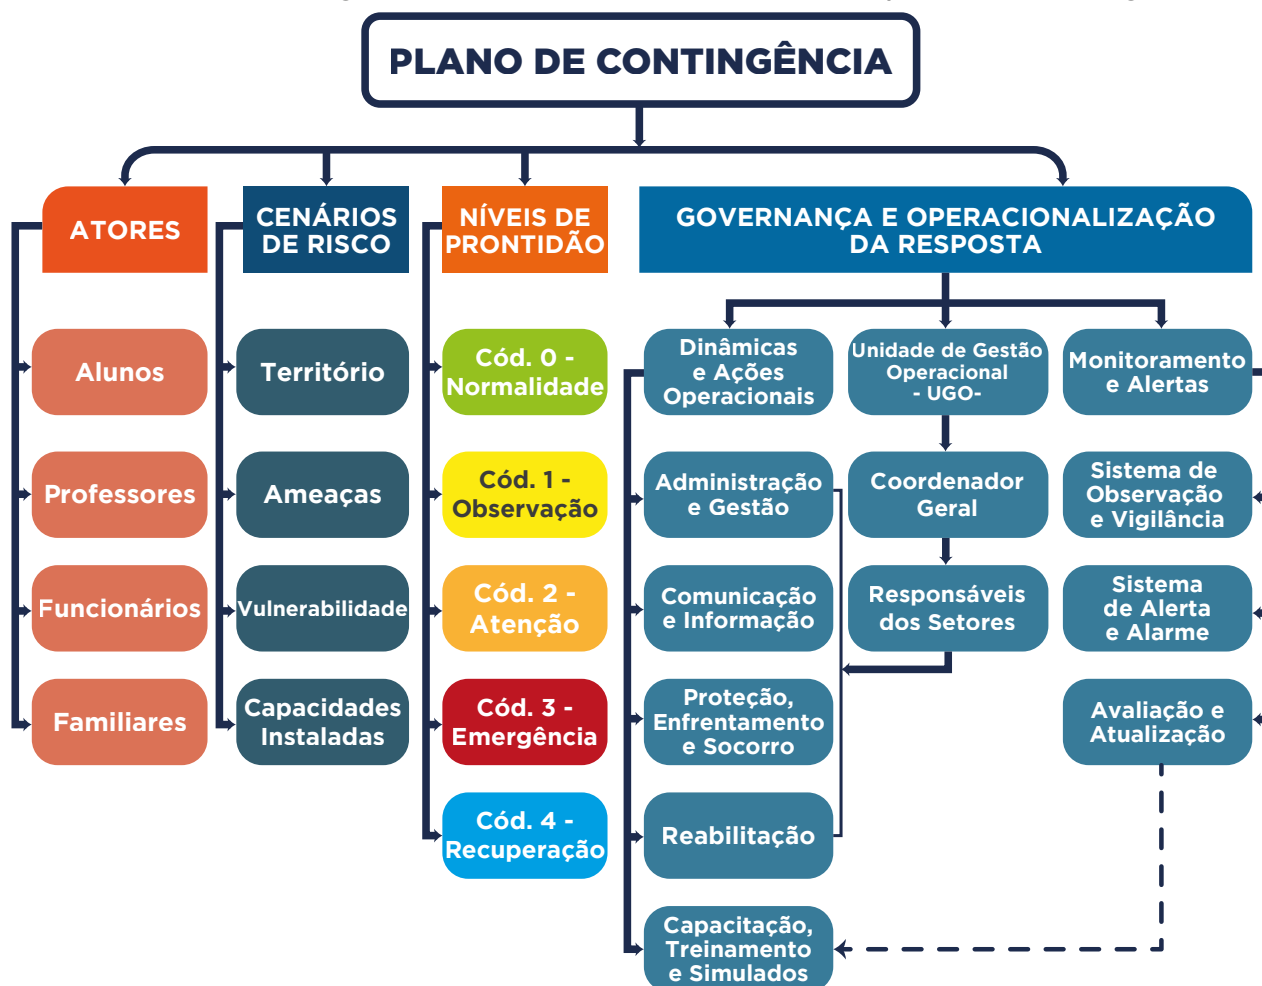 PLANO DE CONTINGÊNCIA
ATORES
Alunos
Professores
Funcionários
Familiares
CENÁRIOS
DE RISCO
Território
Ameaças
Vulnerabilidade
Capacidades
Instaladas
NÍVEIS DE
PRONTIDÃO
Cód. 0 -
Normalidade
Cód. 1 -
Observação
Cód. 2 -
Atenção
Cód. 3 -
Emergência
Cód. 4 -
Recuperação
GOVERNANÇA E OPERACIONALIZAÇÃO
DA RESPOSTA
Dinâmicas
e Ações
Operacionais
Administração
e Gestão
Comunicação
e Informação
Proteção,
Enfrentamento
e Socorro
Reabilitação
Capacitação,
Treinamento
e Simulados
Unidade de Gestão
Operacional
- UGO-
Coordenador
Geral
Responsáveis
dos Setores
Monitoramento
e Alertas
Sistema de
Observação
e Vigilância
Sistema
de Alerta
e Alarme
Avaliação e
Atualização